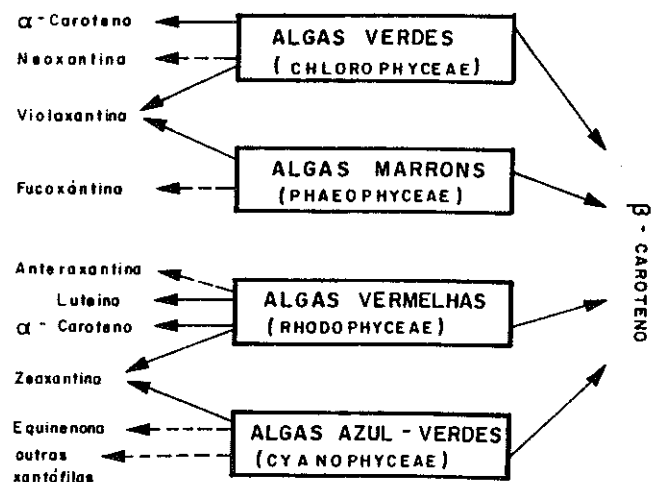 α-Caroteno
Neoxantina
Violaxantina
Fucoxántina
Anteraxantina
Luteina
α-Caroteno
Zeaxantina
Equinenona
outras
xantáfilas
ALGAS VERDES
(CHLOROPHYCEAE)
ALGAS MARRONS
(PHAEOPHYCEAE)
ALGAS VERMELHAS
(RHODOPHYCEAE)
ALGAS AZUL-VERDES
(CYANOPHYCEAE)
β-CAROTENO